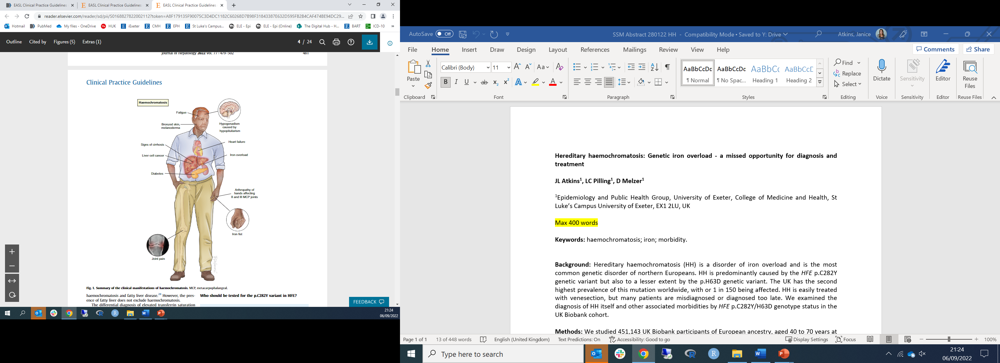 EASL Clinical Practice Guidelines
EASL Clinical Practice Guidelines
EASL Clinical Practice Guidelines
reader.elsevier.com/reader/sd/pii/S0168827822002112?token=A8F179135F90075C3D4DC1182C60268D7B98F31843387E632D595FB2B4CAF474BE94DC29...
Hotmail PubMed My files - OneDrive HUK iExeter CMH EPH St Luke's Campus... ELE - Epi ELE - Epi (Online) The Digital Hub - H... BART ICD-10 »
Outline Cited by Figures (5) Extras (1) 4 / 24
Journal of Hepatology 2022 vol. 77 | 479–502 481
Clinical Practice Guidelines
Haemochromatosis
Fatigue
Bronzed skin,
melanoderma
Hypogonadism
caused by
hypopituitarism
Signs of cirrhosis
Heart failure
Liver cell cancer
Iron overload
Diabetes
Arthropathy of
hands affecting
II and III MCP joints
Iron fist
Joint pain
Fig. 1. Summary of the clinical manifestations of haemochromatosis. MCP, metacarpophalangeal.
haemochromatosis and fatty liver disease.28 However, the pres-
ence of fatty liver does not exclude haemochromatosis.
The differential diagnosis of elevated transferrin saturation
Who should be tested for the p.C282Y variant in HFE?
FEEDBACK
21:24
06/09/2022
AutoSave Off SSM Abstract 280122 HH - Compatibility Mode • Saved to Y: Drive Atkins, Janice
File Home Insert Draw Design Layout References Mailings Review View Help Comments Share
Paste
Clipboard
Calibri (Body) 11
Font
Paragraph
AaBbCcDc AaBbCcDc AaBbCc AaBbCcE
¶ Normal ¶ No Spac... Heading 1 Heading 2
Styles
Find
Replace
Select
Editing
Dictate
Voice
Sensitivity
Sensitivity
Editor
Editor
Reuse
Files
Reuse Files
Hereditary haemochromatosis: Genetic iron overload - a missed opportunity for diagnosis and
treatment
JL Atkins1, LC Pilling1, D Melzer1
1Epidemiology and Public Health Group, University of Exeter, College of Medicine and Health, St
Luke's Campus University of Exeter, EX1 2LU, UK
Max 400 words
Keywords: haemochromatosis; iron; morbidity.
Background: Hereditary haemochromatosis (HH) is a disorder of iron overload and is the most
common genetic disorder of northern Europeans. HH is predominantly caused by the HFE p.C282Y
genetic variant but also to a lesser extent by the p.H63D genetic variant. The UK has the second
highest prevalence of this mutation worldwide, with or 1 in 150 being affected. HH is easily treated
with venesection, but many patients are misdiagnosed or diagnosed too late. We examined the
diagnosis of HH itself and other associated morbidities by HFE p.C282Y/H63D genotype status in the
UK Biobank cohort.
Methods: We studied 451,143 UK Biobank participants of European ancestry, aged 40 to 70 years at
Page 1 of 1 13 of 448 words English (United Kingdom) Text Predictions: On Accessibility: Good to go Display Settings Focus 100%
Type here to search
21:24
06/09/2022